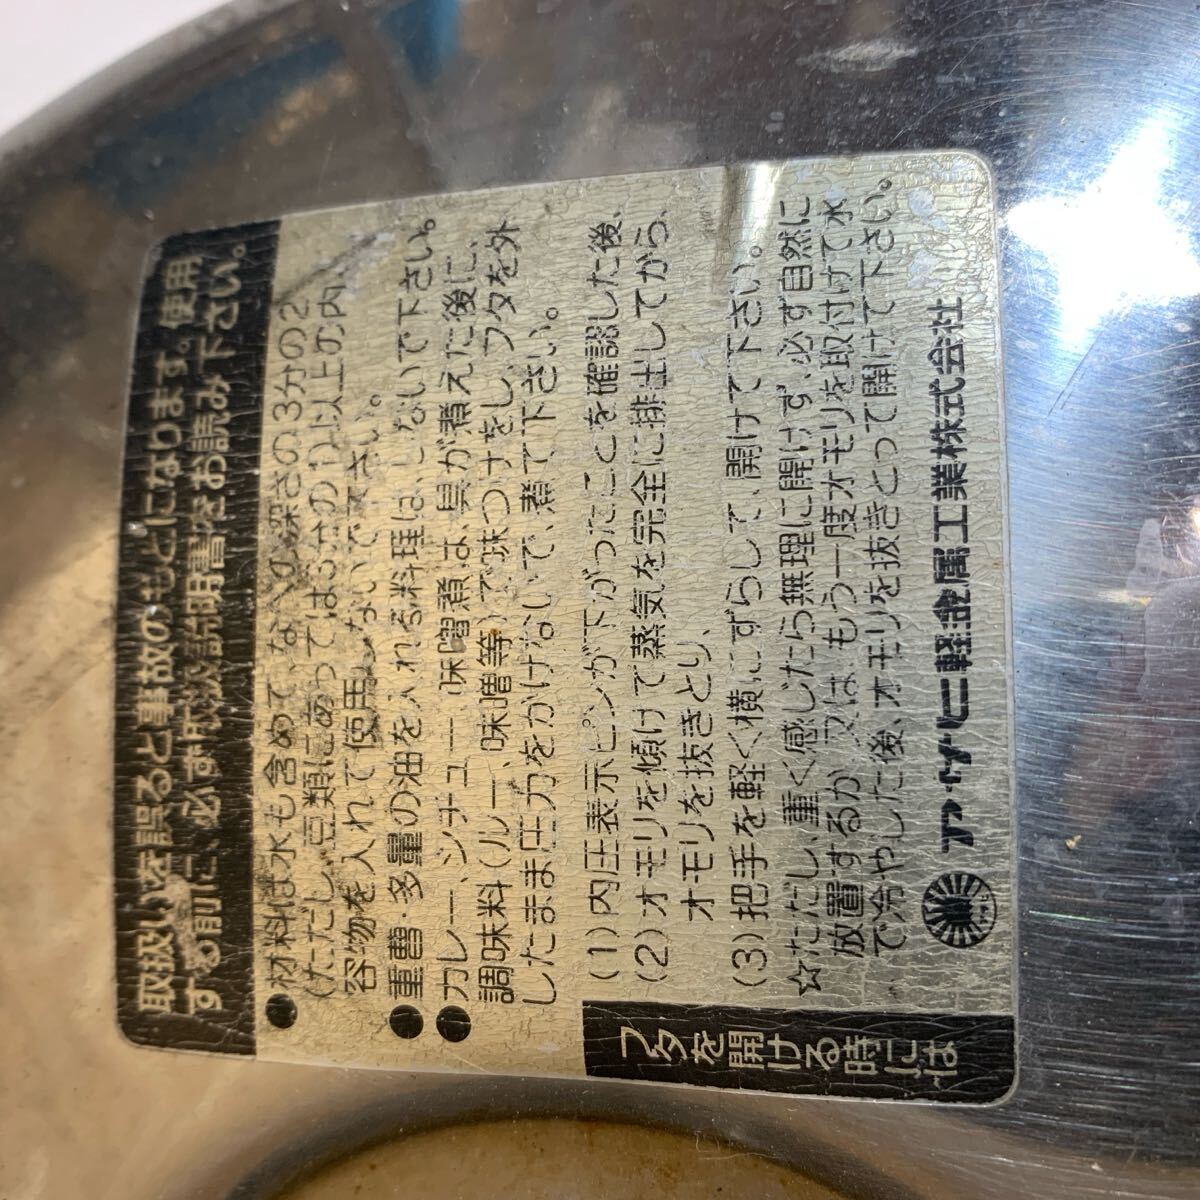 取扱いを誤ると事故のもとになります。使用
する前に、必ず取扱説明書をお読み下さい。
●材料は水も含めて、なべの深さの3分の2
(ただし、豆類にあっては3分の1)以上の内
容物を入れて使用しないで下さい。
●重曹・多量の油を入れる料理は、しないで下さい。
●カレー、シチュー、味噌煮は、具が煮えた後に、
調味料(ルー、味噌等)で味つけをし、フタを外
したまま圧力をかけないで、煮て下さい。
フタを開ける時には
(1)内圧表示ピンが下がったことを確認した後、
(2)オモリを傾けて蒸気を完全に排出してから、
オモリを抜きとり、
(3)把手を軽く横にずらして、開けて下さい。
☆ただし、重く感じたら無理に開けず、必ず自然に
放置するか、又は、もう一度オモリを取付けて水
で冷やした後、オモリを抜きとって開けて下さい。
アサヒ軽金属工業株式会社